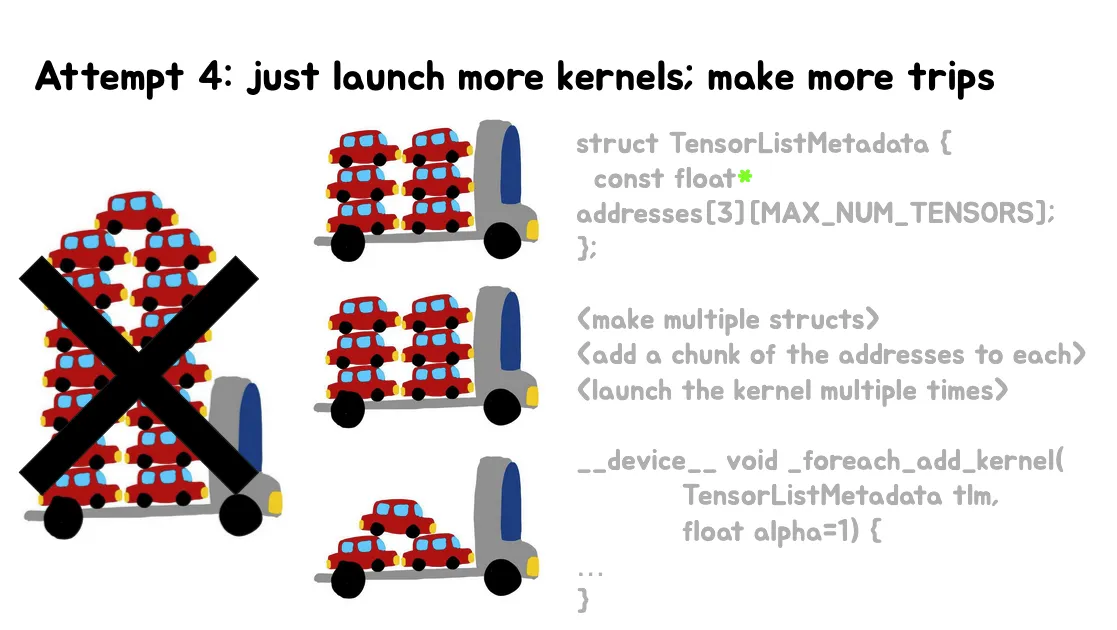 Attempt 4: just launch more kernels; make more trips
struct TensorListMetadata {
const float*
addresses[3][MAX_NUM_TENSORS];
};
<make multiple structs>
<add a chunk of the addresses to each>
<launch the kernel multiple times>
__device__ void _foreach_add_kernel(
TensorListMetadata tlm,
float alpha=1) {
...
}